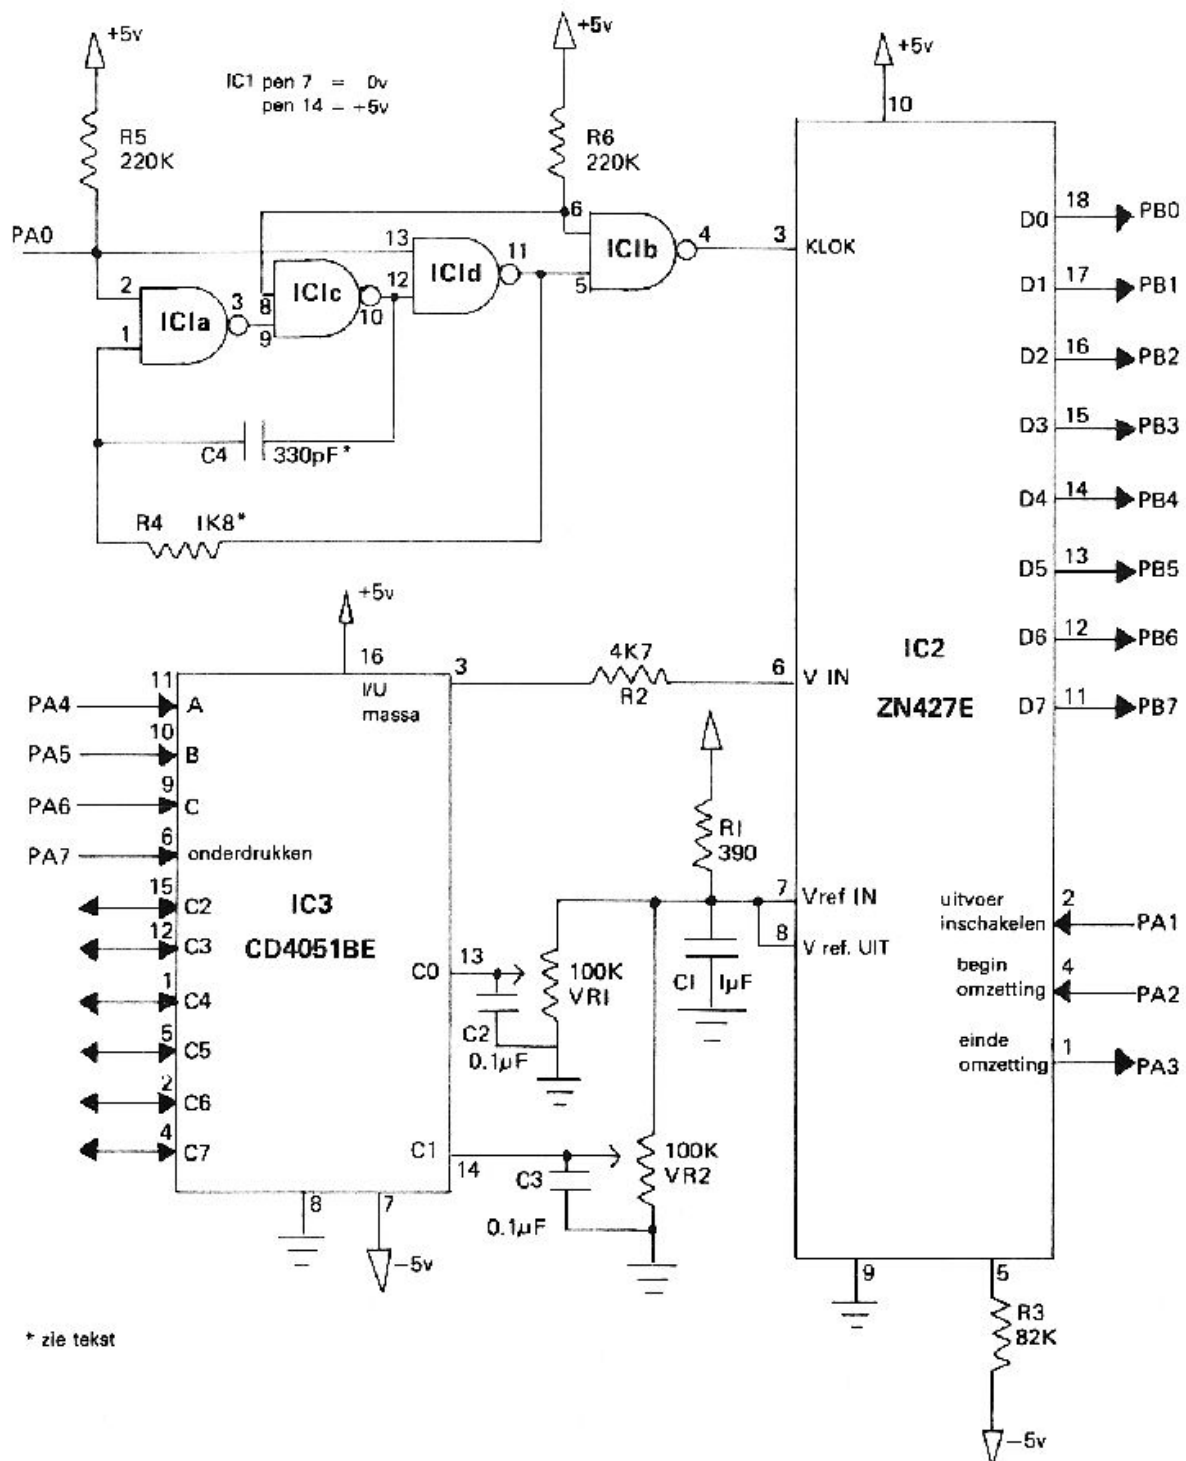 +5v
+5v
+5v
IC1 pen 7 = 0v
pen 14 = +5v
10
R5
220K
R6
220K
PA0
13
6
11
5
4
3
KLOK
2
1
ICIa
3
8
9
ICIc
10
12
ICId
ICIb
C4
330pF*
R4
1K8*
D0
18
PB0
D1
17
PB1
D2
16
PB2
D3
15
PB3
D4
14
PB4
D5
13
PB5
D6
12
PB6
D7
11
PB7
IC2
ZN427E
+5v
16
I/U
massa
3
4K7
R2
6
V IN
PA4
11
A
PA5
10
B
PA6
9
C
PA7
6
onderdrukken
15
C2
12
C3
1
C4
5
C5
2
C6
4
C7
IC3
CD4051BE
R1
390
7
Vref IN
8
V ref. UIT
C1
1µF
C0
13
100K
VR1
C2
0.1µF
C1
14
100K
VR2
C3
0.1µF
uitvoer
inschakelen
2
PA1
begin
omzetting
4
PA2
einde
omzetting
1
PA3
8
7
-5v
9
5
R3
82K
-5v
* zie tekst